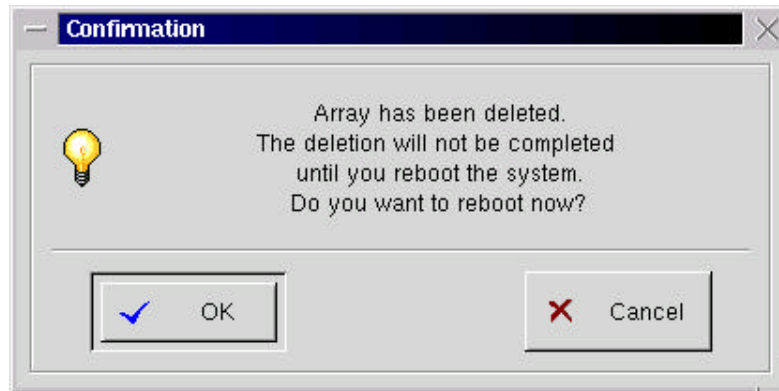 Confirmation
Array has been deleted.
The deletion will not be completed
until you reboot the system.
Do you want to reboot now?
OK
Cancel